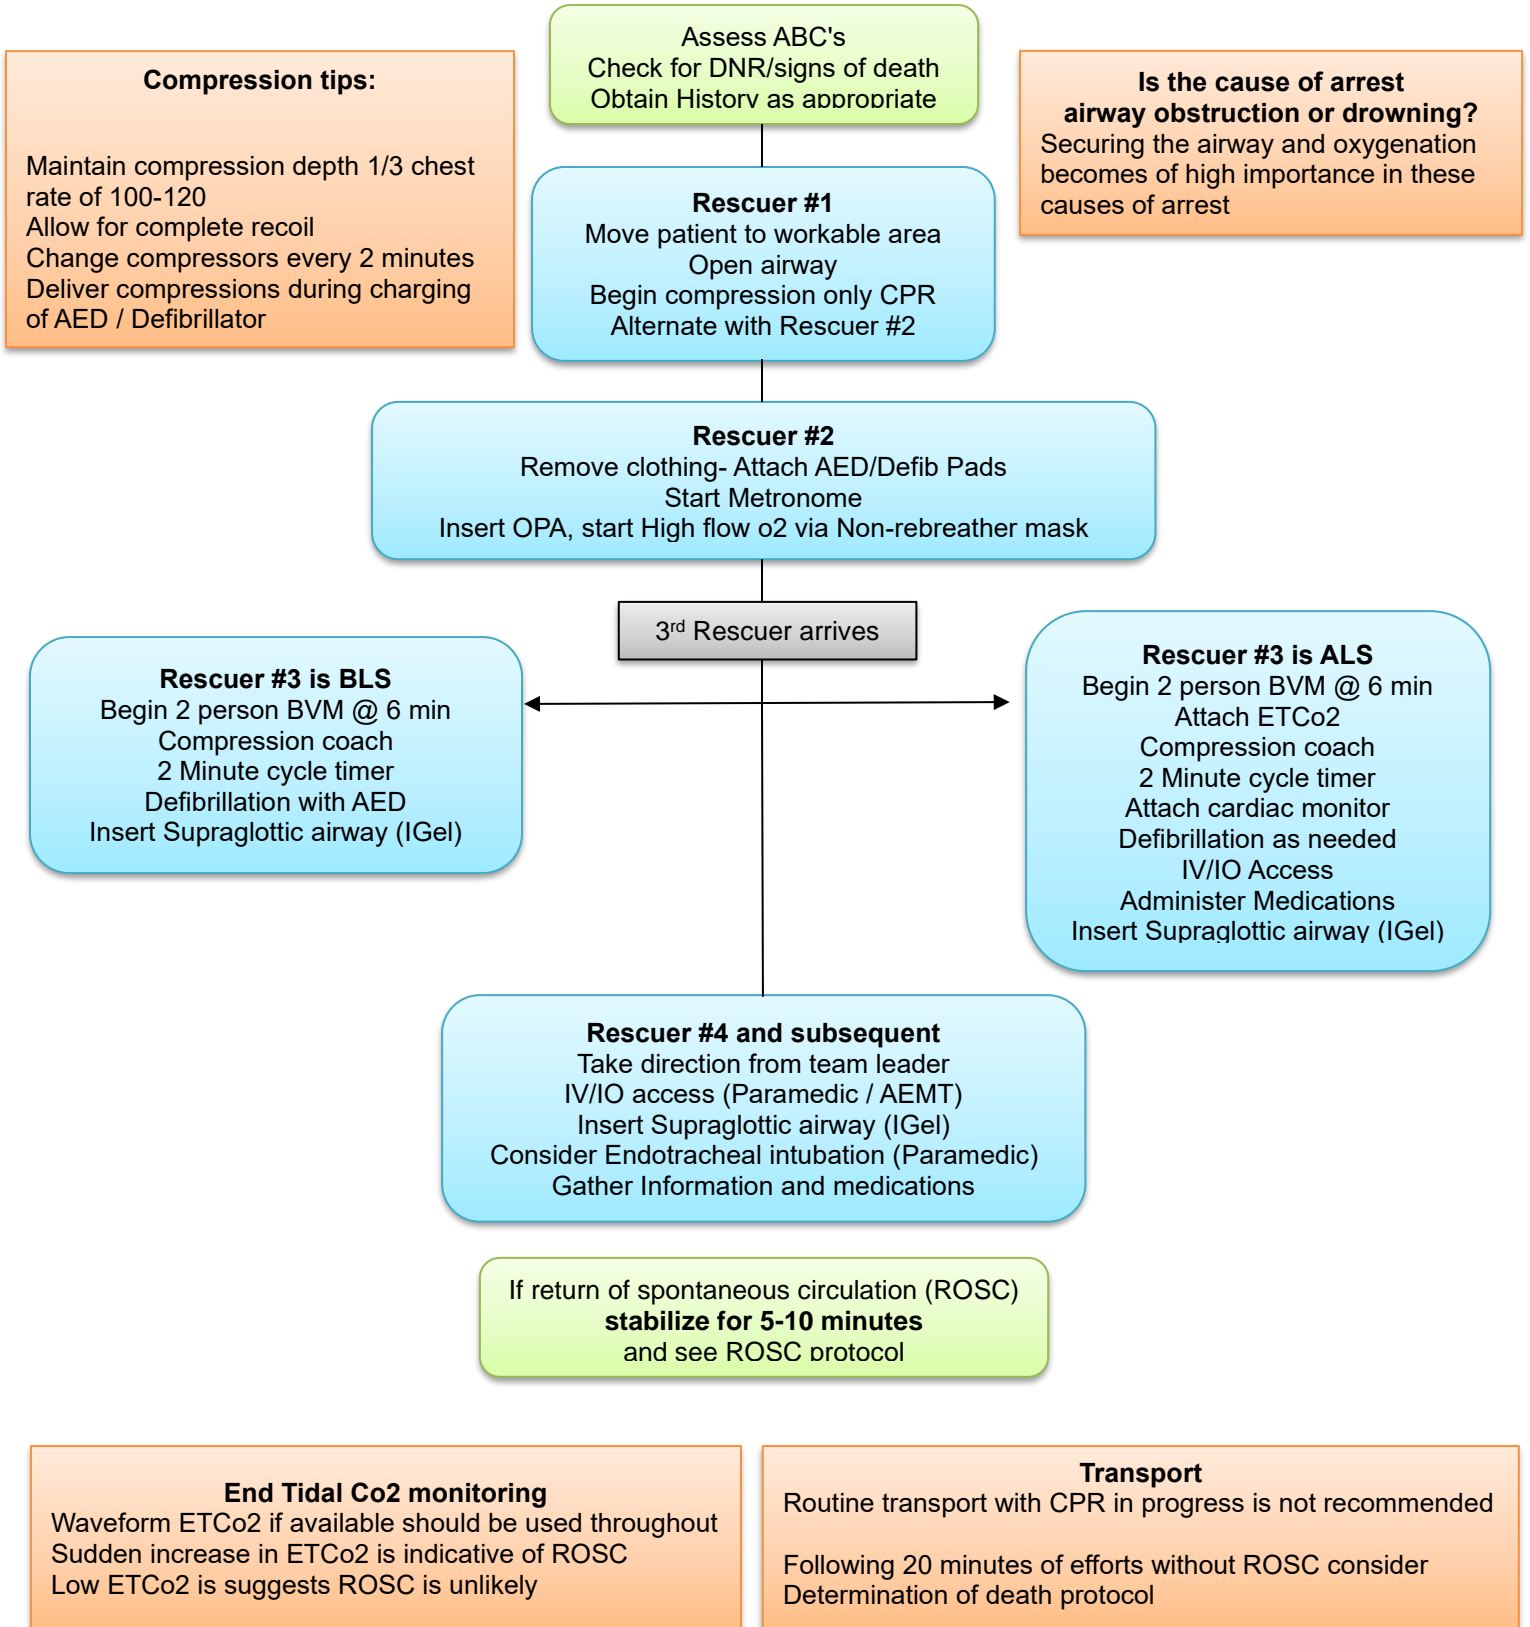 Assess ABC's
Check for DNR/signs of death
Obtain History as appropriate
Compression tips:
Maintain compression depth 1/3 chest
rate of 100-120
Allow for complete recoil
Change compressors every 2 minutes
Deliver compressions during charging
of AED / Defibrillator
Is the cause of arrest
airway obstruction or drowning?
Securing the airway and oxygenation
becomes of high importance in these
causes of arrest
Rescuer #1
Move patient to workable area
Open airway
Begin compression only CPR
Alternate with Rescuer #2
Rescuer #2
Remove clothing- Attach AED/Defib Pads
Start Metronome
Insert OPA, start High flow o2 via Non-rebreather mask
3rd Rescuer arrives
Rescuer #3 is BLS
Begin 2 person BVM @ 6 min
Compression coach
2 Minute cycle timer
Defibrillation with AED
Insert Supraglottic airway (IGel)
Rescuer #3 is ALS
Begin 2 person BVM @ 6 min
Attach ETCo2
Compression coach
2 Minute cycle timer
Attach cardiac monitor
Defibrillation as needed
IV/IO Access
Administer Medications
Insert Supraglottic airway (IGel)
Rescuer #4 and subsequent
Take direction from team leader
IV/IO access (Paramedic / AEMT)
Insert Supraglottic airway (IGel)
Consider Endotracheal intubation (Paramedic)
Gather Information and medications
If return of spontaneous circulation (ROSC)
stabilize for 5-10 minutes
and see ROSC protocol
End Tidal Co2 monitoring
Waveform ETCo2 if available should be used throughout
Sudden increase in ETCo2 is indicative of ROSC
Low ETCo2 is suggests ROSC is unlikely
Transport
Routine transport with CPR in progress is not recommended
Following 20 minutes of efforts without ROSC consider
Determination of death protocol